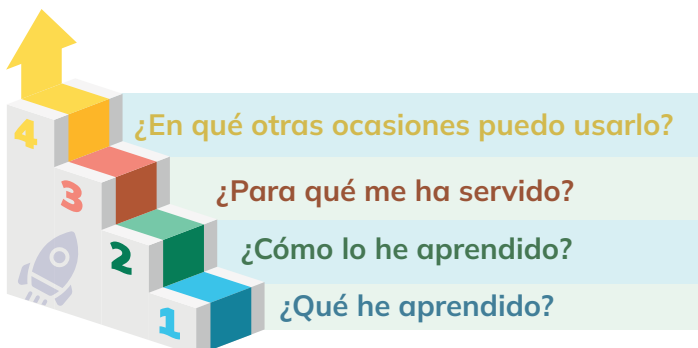 4 ¿En qué otras ocasiones puedo usarlo?
3 ¿Para qué me ha servido?
2 ¿Cómo lo he aprendido?
1 ¿Qué he aprendido?